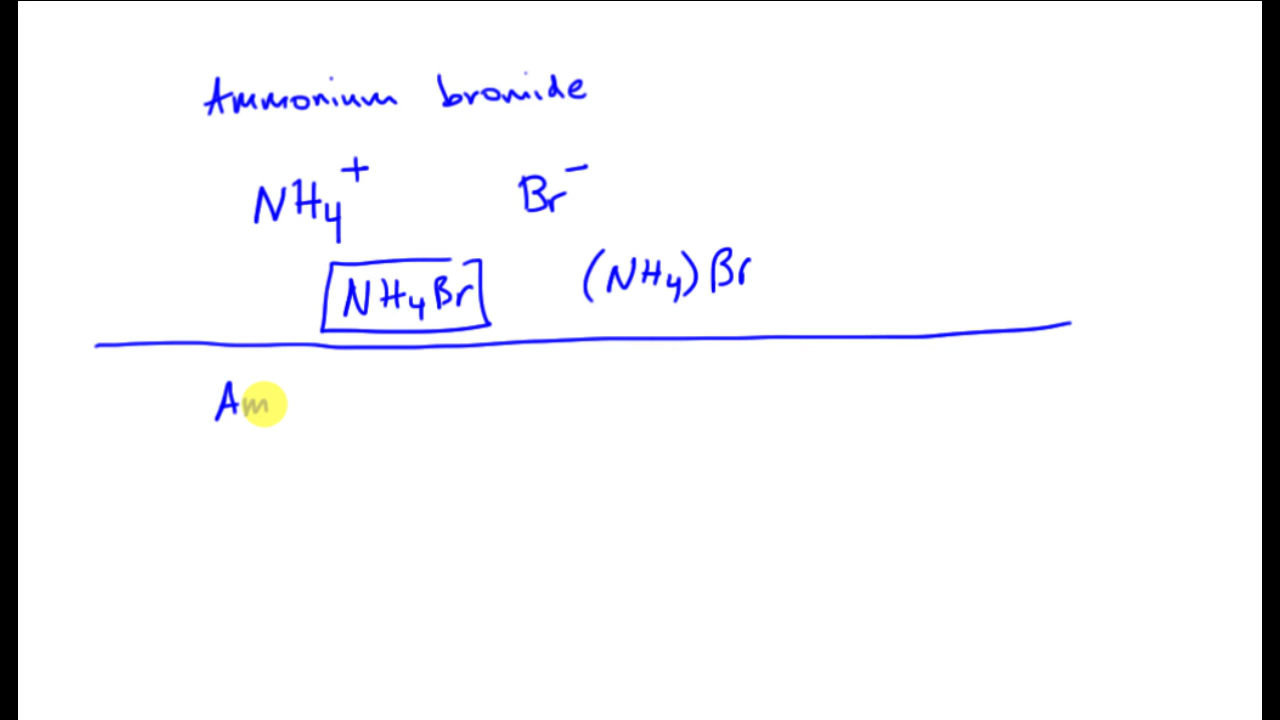 Ammonium bromide
NH₄⁺ Br⁻
NH₄Br (NH₄)Br
Am